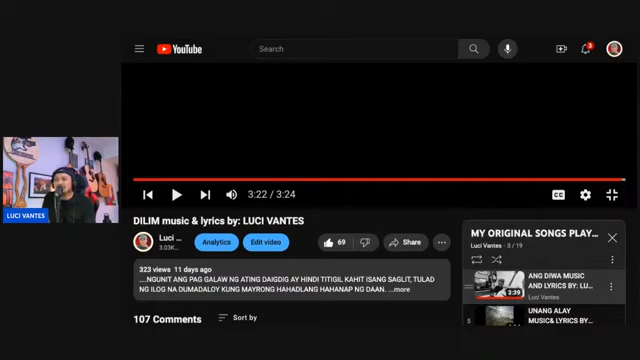 YouTube
Search
3
LUCI VANTES
3:22 / 3:24
CC
DILIM music & lyrics by: LUCI VANTES
Luci ...
3.03K...
Analytics
Edit video
69
Share
323 views 11 days ago
....NGUNIT ANG PAG GALAW NG ATING DAIGDIG AY HINDI TITIGIL KAHIT ISANG SAGLIT, TULAD
NG ILOG NA DUMADALOY KUNG MAYRONG HAHADLANG HAHANAP NG DAAN. ...more
107 Comments
Sort by
MY ORIGINAL SONGS PLAY...
Luci Vantes - 3 / 19
3:39
ANG DIWA MUSIC
AND LYRICS BY: LU...
Luci Vantes
UNANG ALAY
MUSIC& LYRICS BY